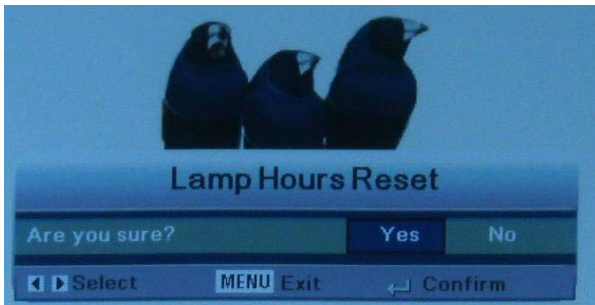 Lamp Hours Reset
Are you sure? Yes No
Select MENU Exit Confirm